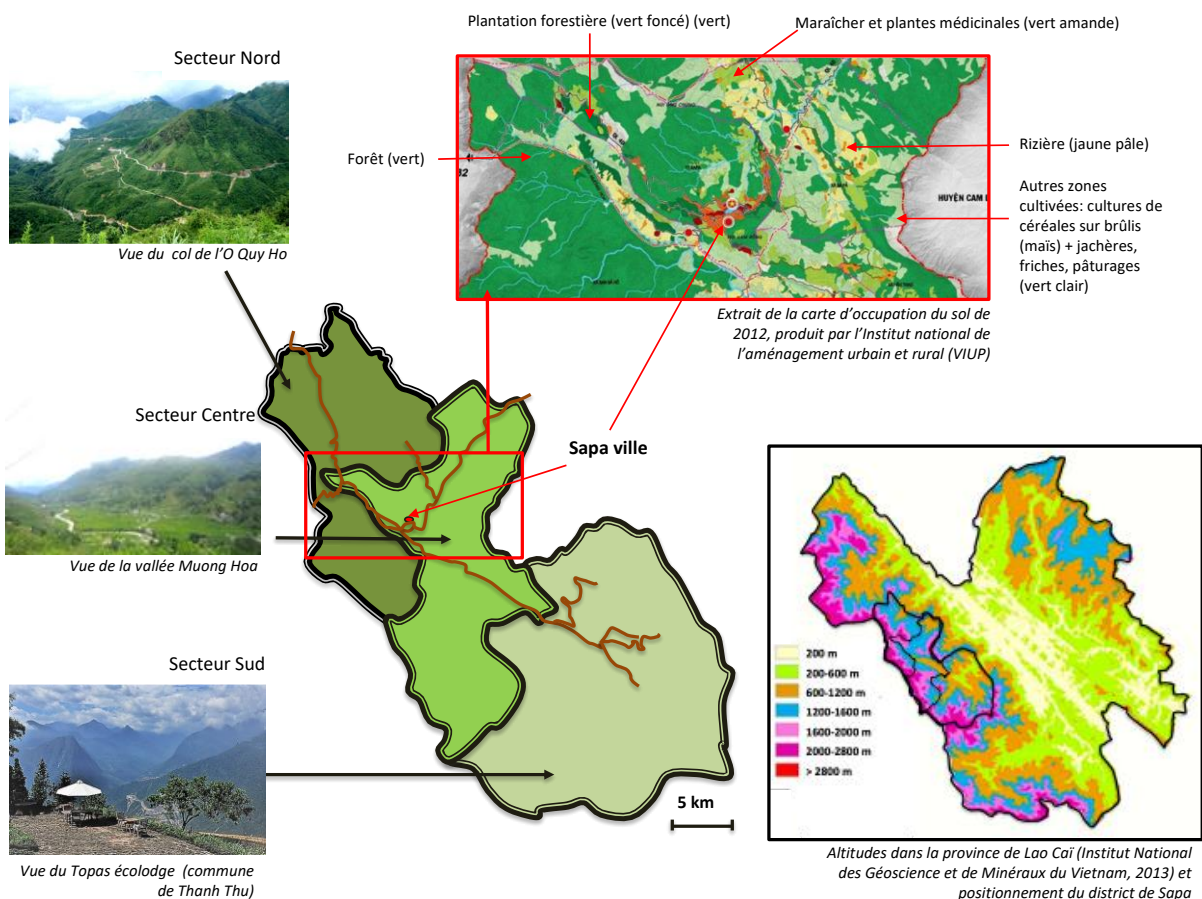 Plantation forestière (vert foncé) (vert)
Maraîcher et plantes médicinales (vert amande)
Secteur Nord
Forêt (vert)
Rizière (jaune pâle)
HUYỆN CAM
Autres zones
cultivées: cultures de
céréales sur brûlis
(maïs) + jachères,
friches, pâturages
(vert clair)
Vue du col de l’O Quy Ho
Extrait de la carte d’occupation du sol de
2012, produit par l’Institut national de
l’aménagement urbain et rural (VIUP)
Secteur Centre
Sapa ville
Vue de la vallée Muong Hoa
Secteur Sud
200 m
200-600 m
600-1200 m
1200-1600 m
1600-2000 m
2000-2800 m
> 2800 m
5 km
Vue du Topas écolodge (commune
de Thanh Thu)
Altitudes dans la province de Lao Caï (Institut National
des Géoscience et de Minéraux du Vietnam, 2013) et
positionnement du district de Sapa